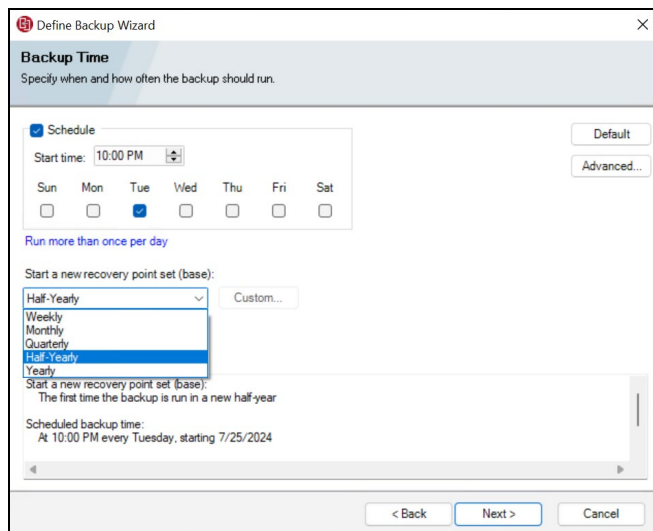 Define Backup Wizard
Backup Time
Specify when and how often the backup should run.
Schedule
Default
Start time: 10:00 PM
Advanced...
Sun Mon Tue Wed Thu Fri Sat
Run more than once per day
Start a new recovery point set (base):
Half-Yearly
Custom...
Weekly
Monthly
Quarterly
Half-Yearly
Yearly
Start a new recovery point set (base):
The first time the backup is run in a new half-year
Scheduled backup time:
At 10:00 PM every Tuesday, starting 7/25/2024
< Back Next > Cancel